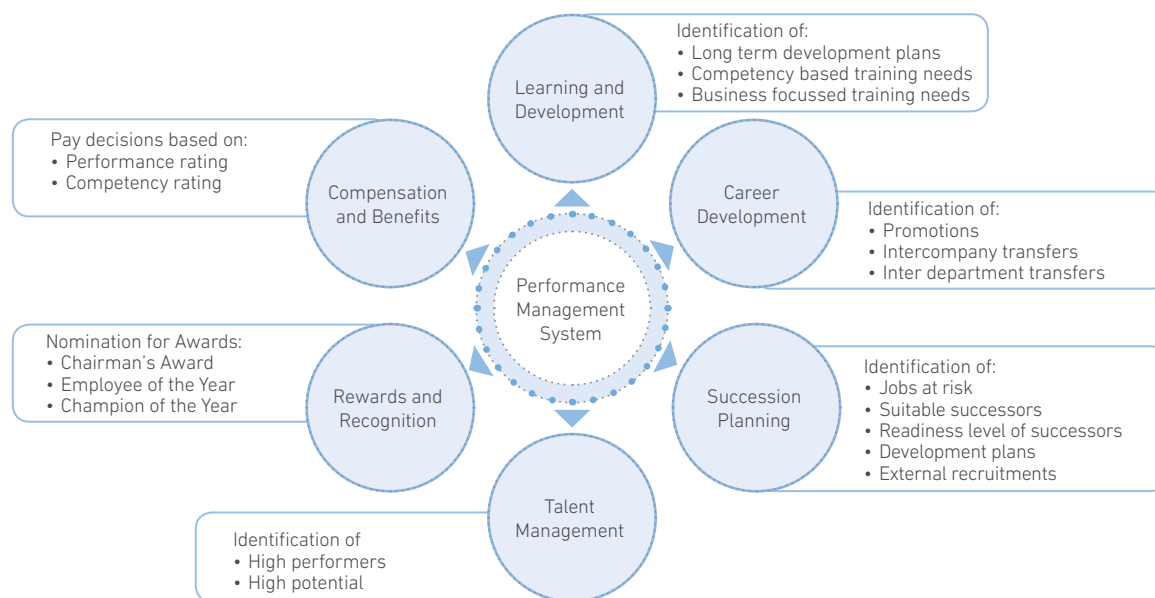 Identification of:
• Long term development plans
• Competency based training needs
• Business focussed training needs
Learning and
Development
Pay decisions based on:
• Performance rating
• Competency rating
Compensation
and Benefits
Career
Development
Identification of:
• Promotions
• Intercompany transfers
• Inter department transfers
Performance
Management
System
Nomination for Awards:
• Chairman's Award
• Employee of the Year
• Champion of the Year
Rewards and
Recognition
Succession
Planning
Identification of:
• Jobs at risk
• Suitable successors
• Readiness level of successors
• Development plans
• External recruitments
Talent
Management
Identification of
• High performers
• High potential